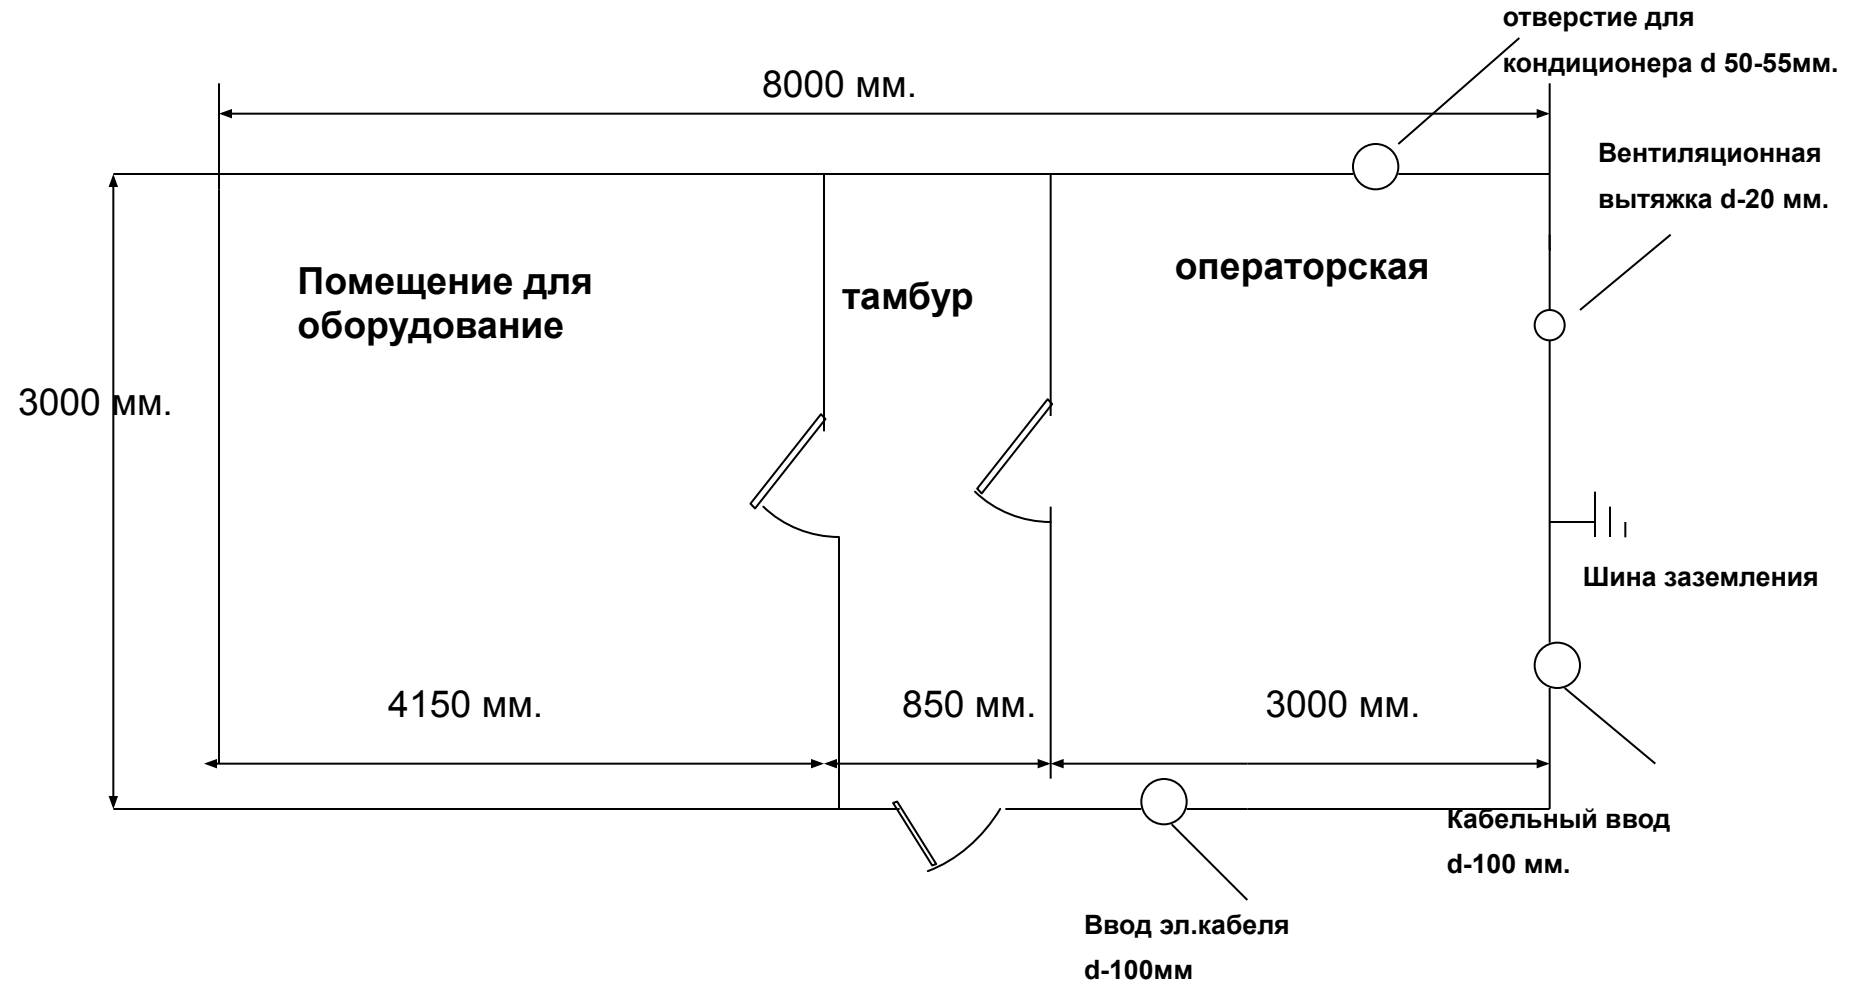 отверстие для
кондиционера d 50-55мм.
8000 мм.
Вентиляционная
вытяжка d-20 мм.
Помещение для
оборудование
тамбур
операторская
3000 мм.
Шина заземления
4150 мм.
850 мм.
3000 мм.
Кабельный ввод
d-100 мм.
Ввод эл.кабеля
d-100мм